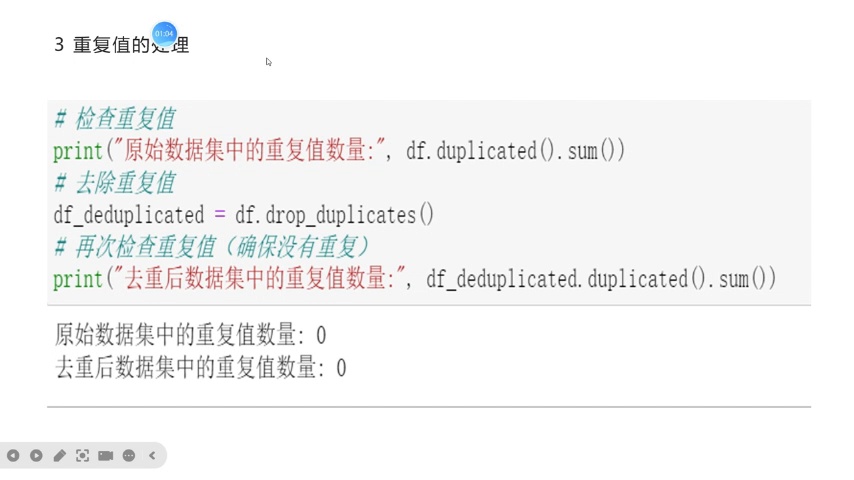 01:04
3 重复值的处理
# 检查重复值
print("原始数据集中的重复值数量:", df.duplicated().sum())
# 去除重复值
df_deduplicated = df.drop_duplicates()
# 再次检查重复值（确保没有重复）
print("去重后数据集中的重复值数量:", df_deduplicated.duplicated().sum())
原始数据集中的重复值数量: 0
去重后数据集中的重复值数量: 0